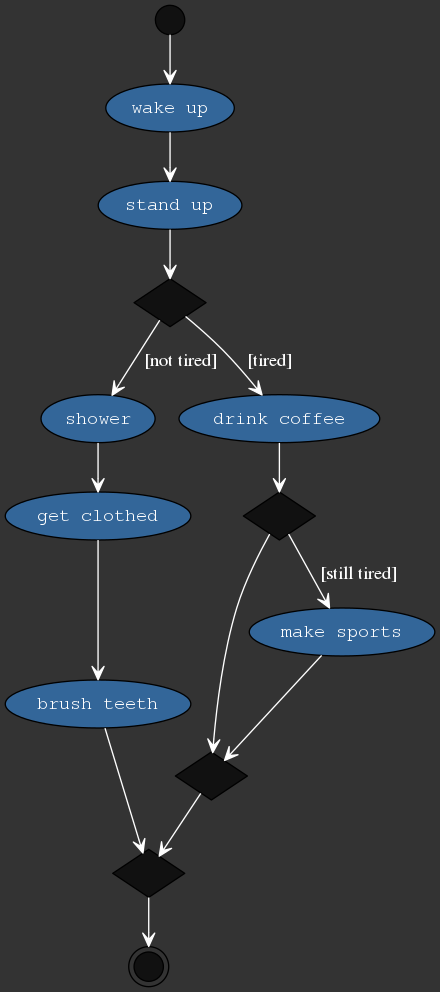 wake up
stand up
[not tired]
[tired]
shower
drink coffee
get clothed
[still tired]
make sports
brush teeth